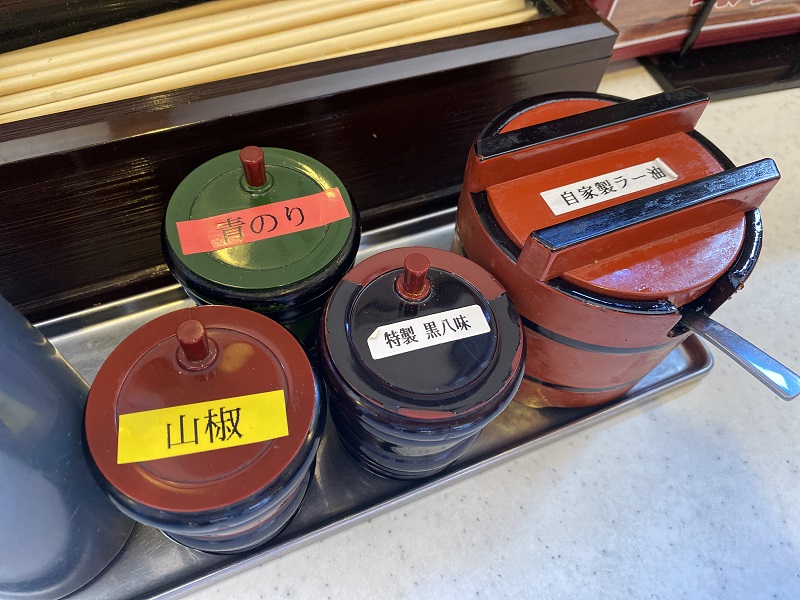 青のり
自家製ラー油
特製 黒八味
山椒